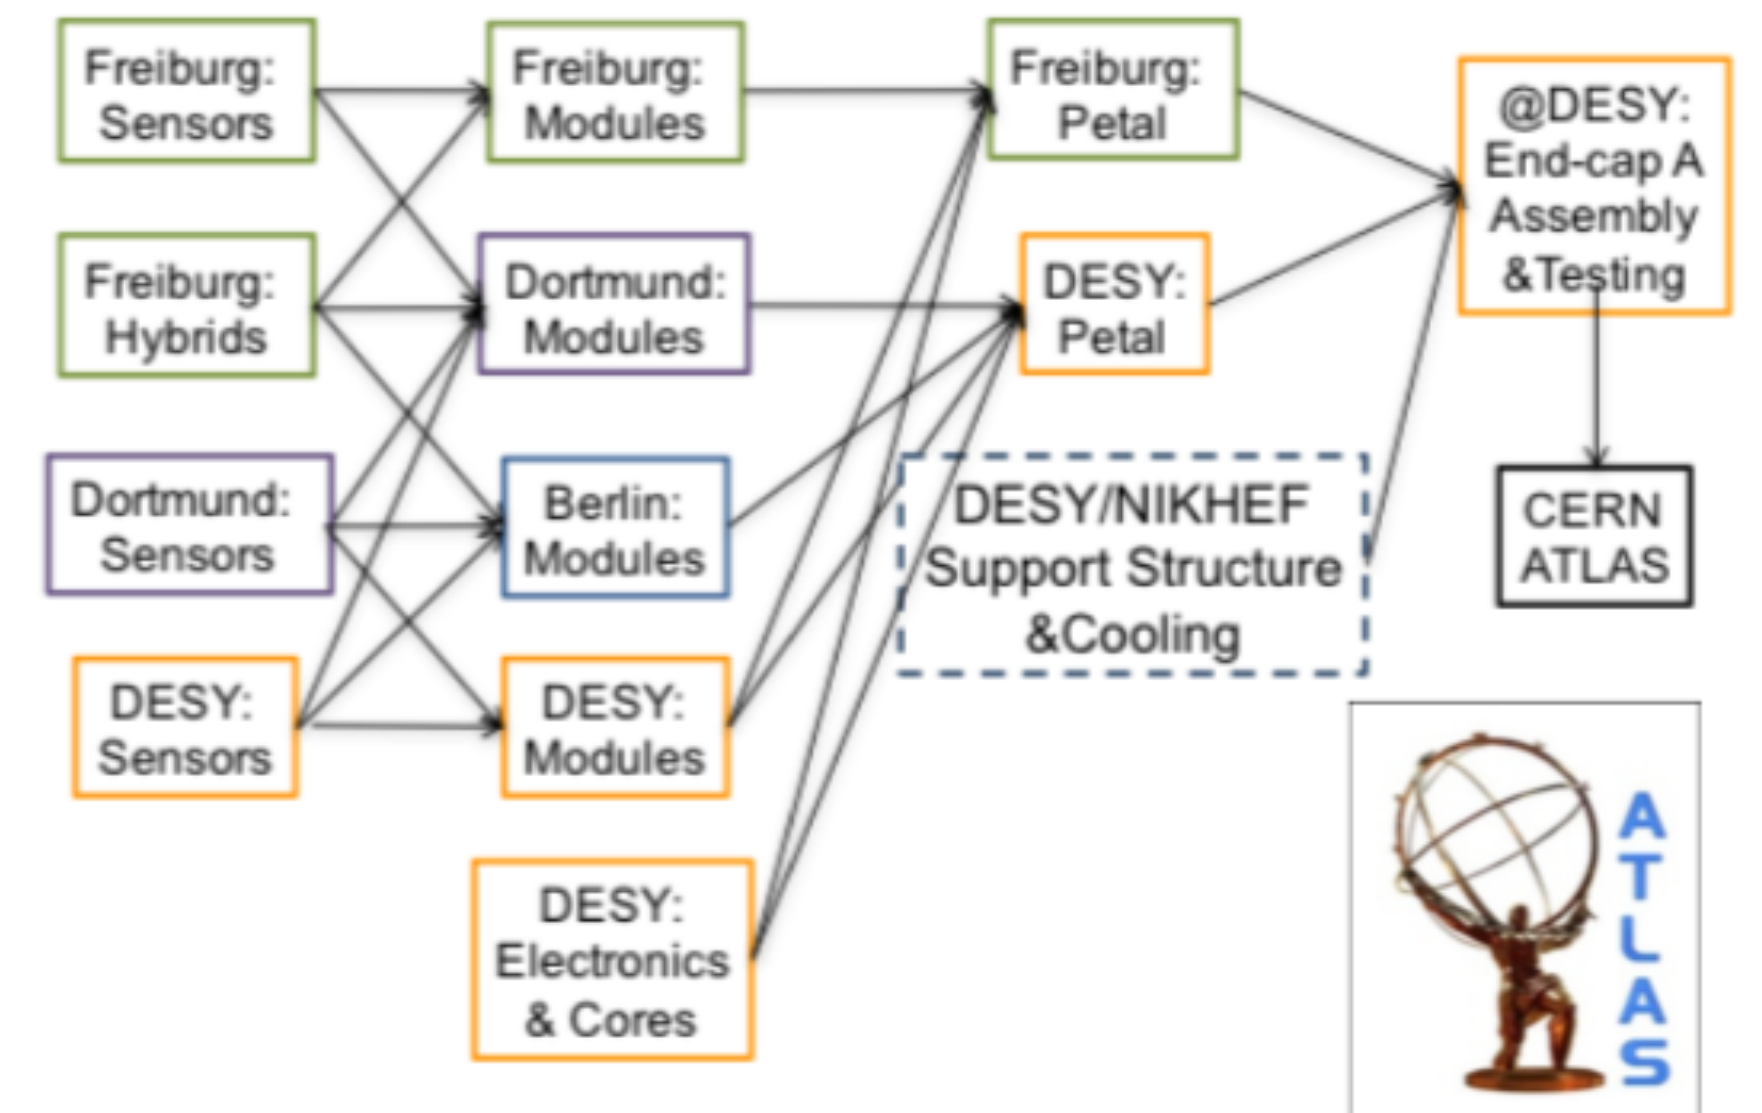 Freiburg:
Sensors
Freiburg:
Modules
Freiburg:
Petal
@DESY:
End-cap A
Assembly
&Testing
Freiburg:
Hybrids
Dortmund:
Modules
DESY:
Petal
Dortmund:
Sensors
Berlin:
Modules
DESY/NIKHEF
Support Structure
&Cooling
CERN
ATLAS
DESY:
Sensors
DESY:
Modules
DESY:
Electronics
& Cores
A
T
L
A
S